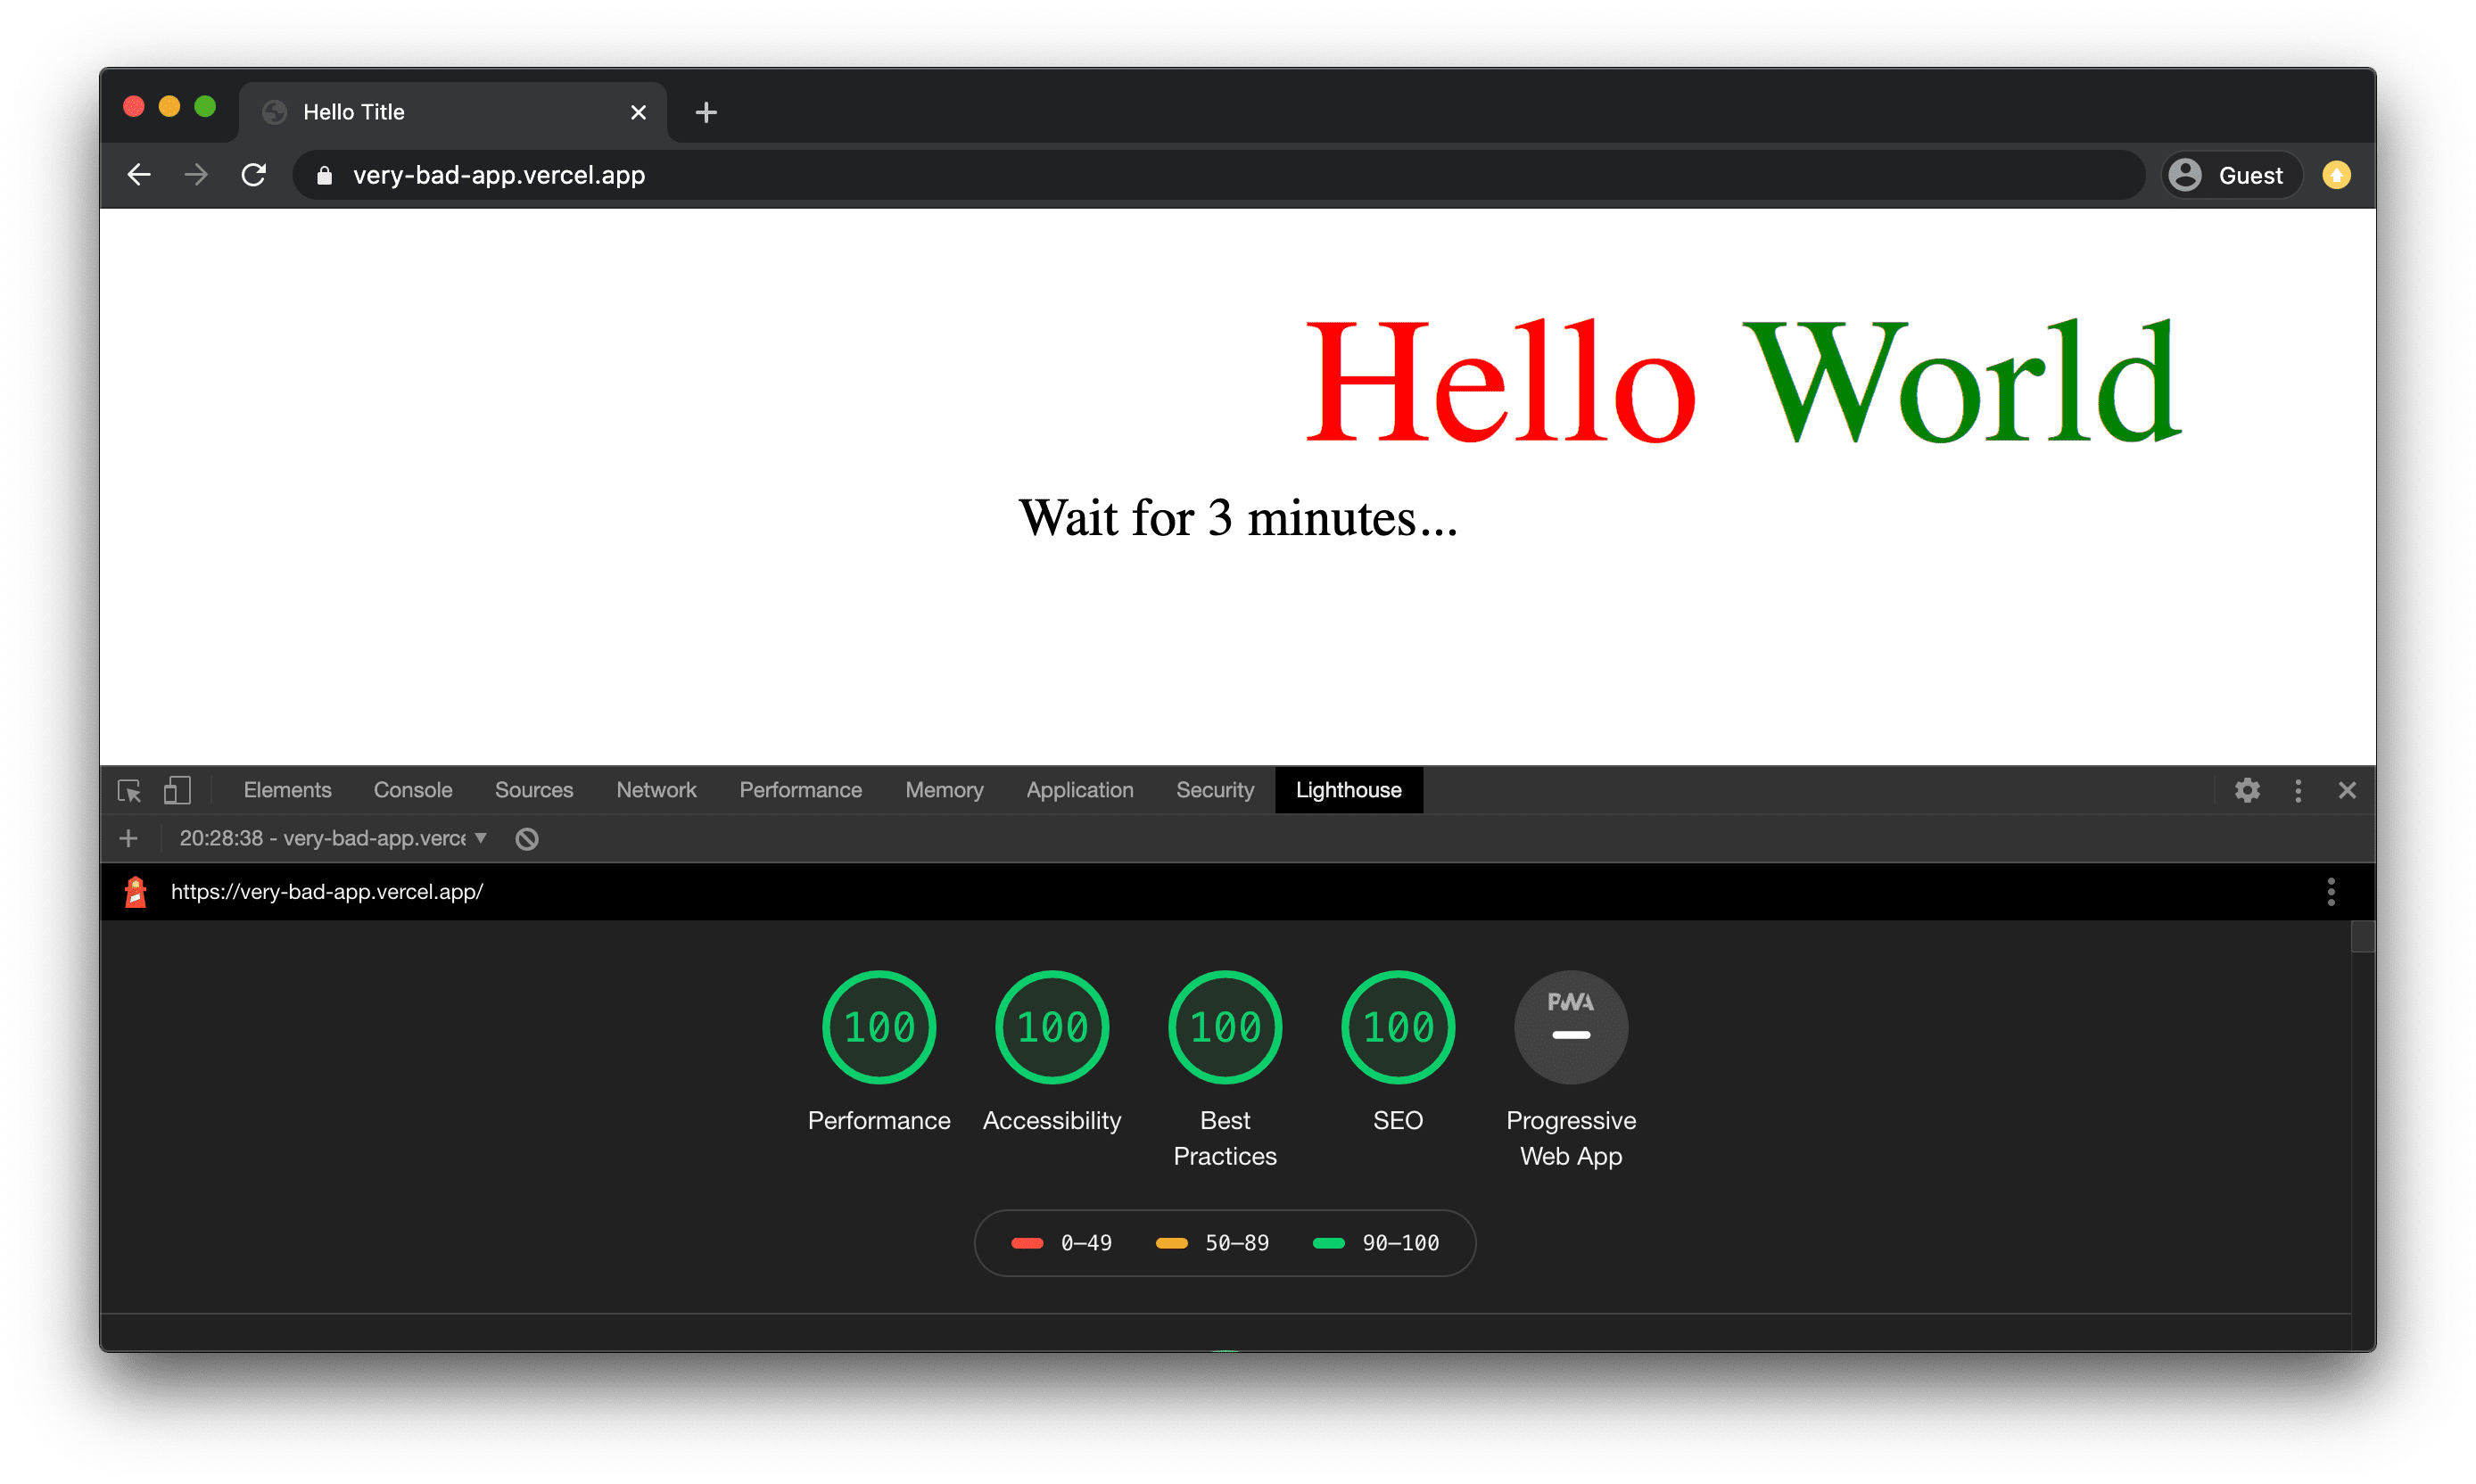 Hello Title
very-bad-app.vercel.app
Guest
Hello World
Wait for 3 minutes...
Elements Console Sources Network Performance Memory Application Security Lighthouse
20:28:38 - very-bad-app.verce
https://very-bad-app.vercel.app/
100 100 100 100 PWA
Performance Accessibility Best Practices SEO Progressive Web App
0–49 50–89 90–100